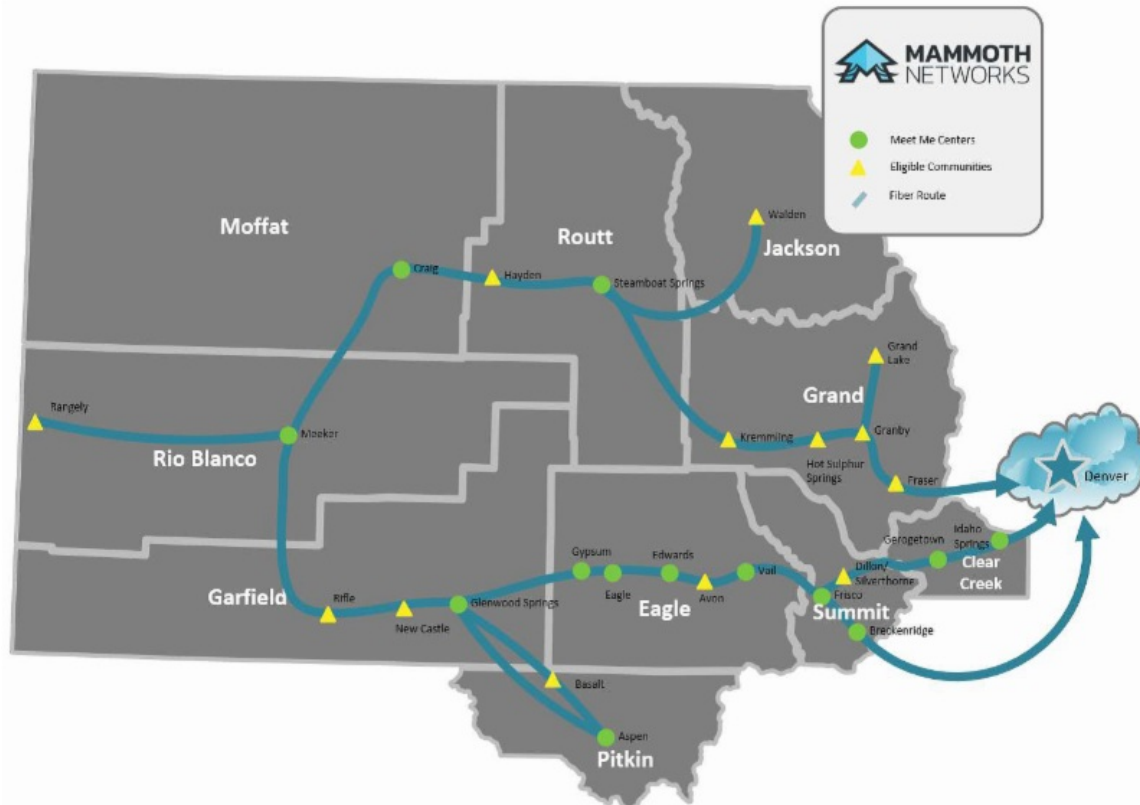 MAMMOTH
NETWORKS
Meet Me Centers
Eligible Communities
Fiber Route
Moffat
Routt
Jackson
Walden
Craig
Hayden
Steamboat Springs
Grand
Lake
Grand
Rangely
Meeker
Rio Blanco
Kremmling
Granby
Hot Sulphur
Springs
Fraser
Denver
Idaho
Springs
Gerogetown
Clear
Creek
Gypsum
Edwards
Vail
Dillon/
Silverthorne
Garfield
Rifle
New Castle
Glenwood Springs
Eagle
Eagle
Avon
Frisco
Summit
Breckenridge
Basalt
Aspen
Pitkin